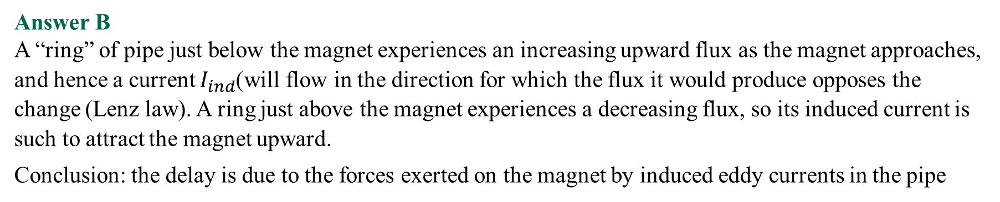 Answer B
A “ring” of pipe just below the magnet experiences an increasing upward flux as the magnet approaches,
and hence a current I_ind(will flow in the direction for which the flux it would produce opposes the
change (Lenz law). A ring just above the magnet experiences a decreasing flux, so its induced current is
such to attract the magnet upward.
Conclusion: the delay is due to the forces exerted on the magnet by induced eddy currents in the pipe